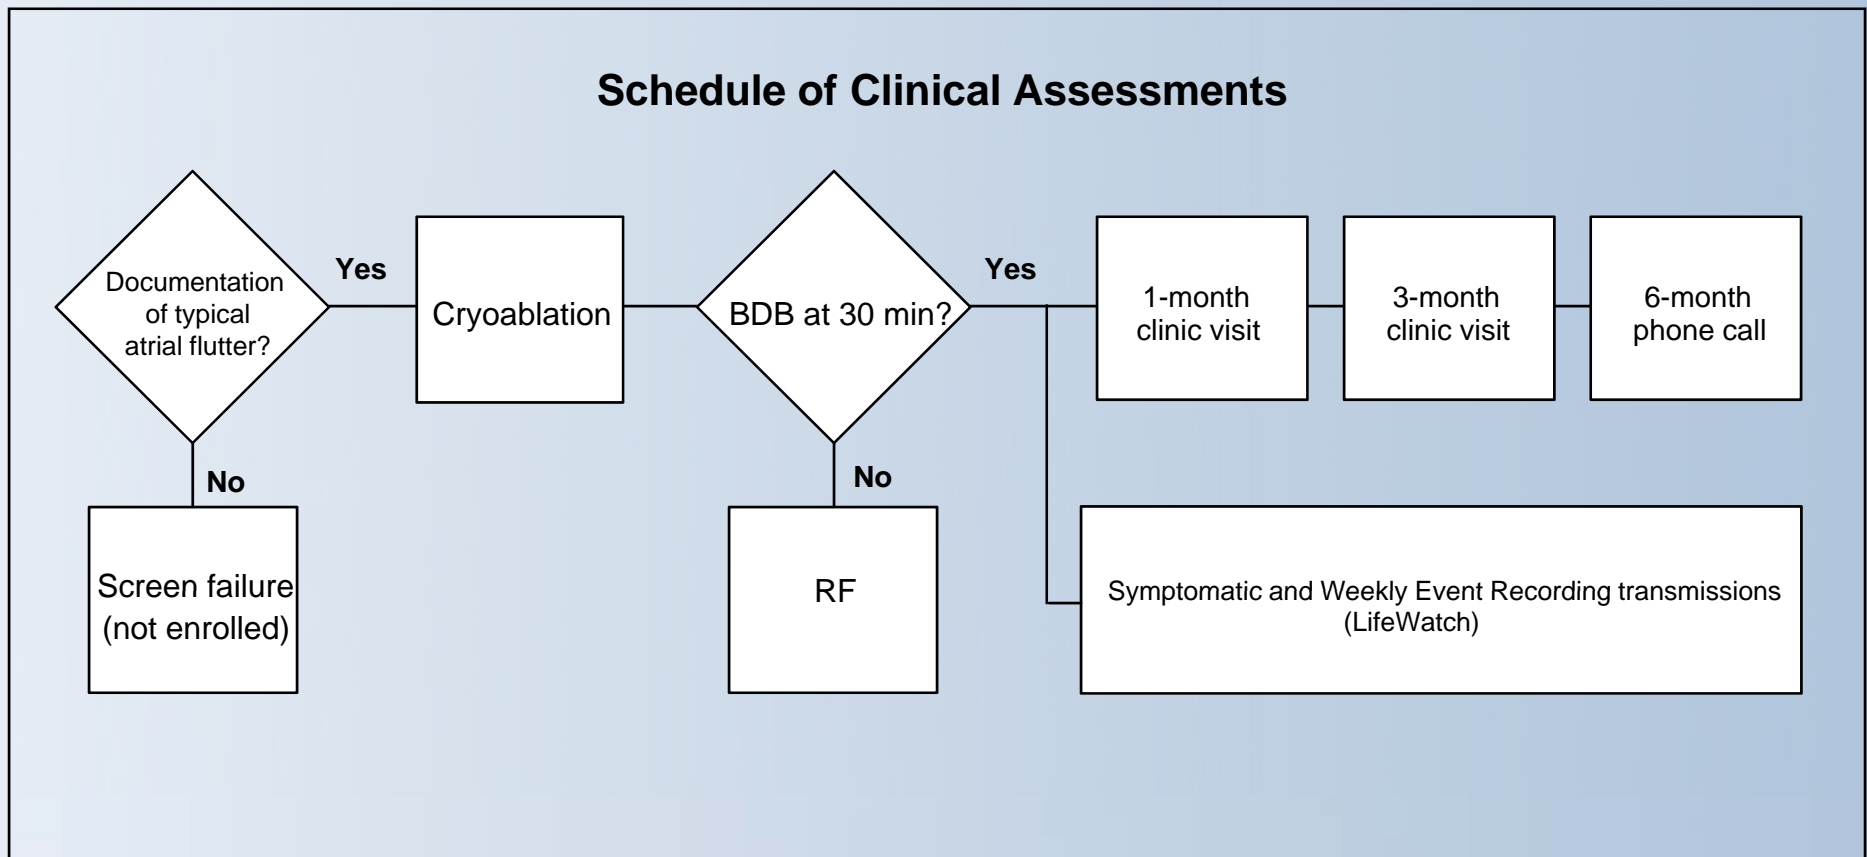 Schedule of Clinical Assessments
Documentation
of typical
atrial flutter?
Yes
Cryoablation
BDB at 30 min?
Yes
1-month
clinic visit
3-month
clinic visit
6-month
phone call
No
Screen failure
(not enrolled)
No
RF
Symptomatic and Weekly Event Recording transmissions
(LifeWatch)